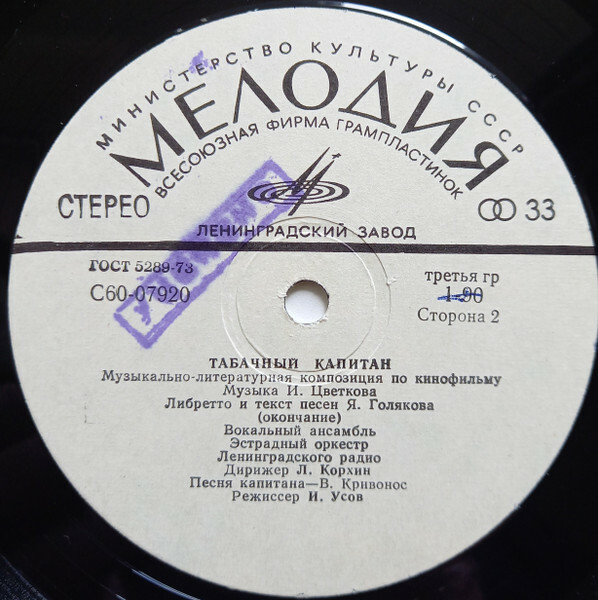 МИНИСТЕРСТВО КУЛЬТУРЫ СССР
МЕЛОДИЯ
ВСЕСОЮЗНАЯ ФИРМА ГРАМПЛАСТИНОК
СТЕРЕО
33
ЛЕНИНГРАДСКИЙ ЗАВОД
ГОСТ 5289-73
С60-07920
третья гр
1-90
Сторона 2
ТАБАЧНЫЙ КАПИТАН
Музыкально-литературная композиция по кинофильму
Музыка И. Цветкова
Либретто и текст песен Я. Голякова
(окончание)
Вокальный ансамбль
Эстрадный оркестр
Ленинградского радио
Дирижер Л. Корхин
Песня капитана—В. Кривонос
Режиссер И. Усов